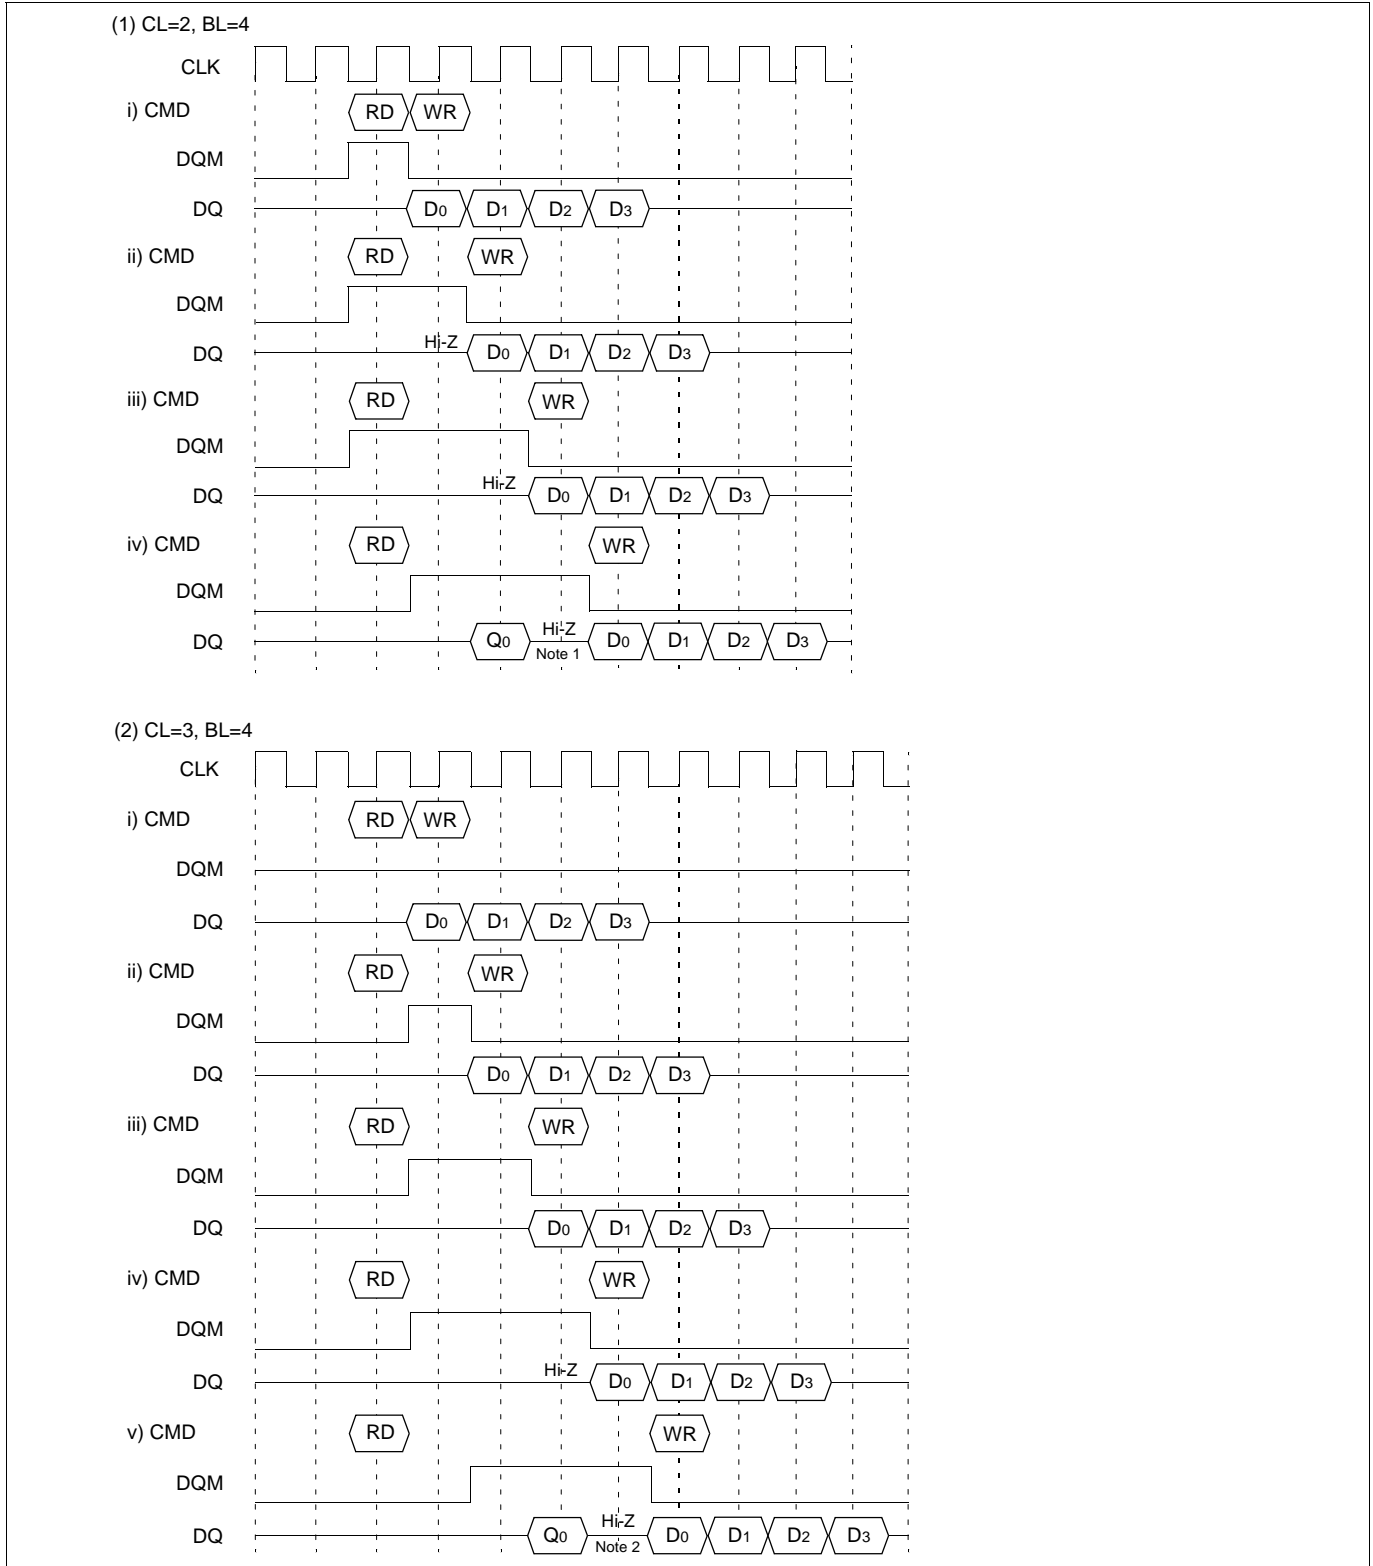 (1) CL=2, BL=4
CLK
i) CMD RD WR
DQM
DQ D0 D1 D2 D3
ii) CMD RD WR
DQM
DQ Hi-Z D0 D1 D2 D3
iii) CMD RD WR
DQM
DQ Hi-Z D0 D1 D2 D3
iv) CMD RD WR
DQM
DQ Q0 Hi-Z D0 D1 D2 D3
Note 1
(2) CL=3, BL=4
CLK
i) CMD RD WR
DQM
DQ D0 D1 D2 D3
ii) CMD RD WR
DQM
DQ D0 D1 D2 D3
iii) CMD RD WR
DQM
DQ D0 D1 D2 D3
iv) CMD RD WR
DQM
DQ Hi-Z D0 D1 D2 D3
v) CMD RD WR
DQM
DQ Q0 Hi-Z D0 D1 D2 D3
Note 2